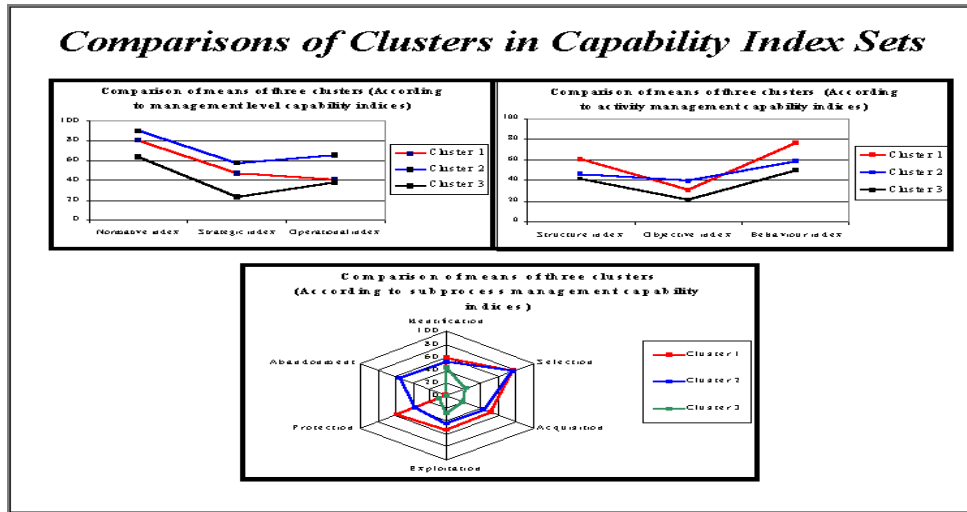 Comparisons of Clusters in Capability Index Sets
Comparison of means of three clusters (According
to management level capability indices)
100
80
60
40
20
0
Normative index Strategic index Operational index
Cluster 1
Cluster 2
Cluster 3
Comparison of means of three clusters (According
to activity management capability indices)
100
80
60
40
20
0
Structure index Objective index Behaviour index
Cluster 1
Cluster 2
Cluster 3
Comparison of means of three clusters
(According to subprocess management capability
indices)
Identification
100
80
60
40
20
0
Abandonment
Selection
Protection
Acquisition
Exploitation
Cluster 1
Cluster 2
Cluster 3